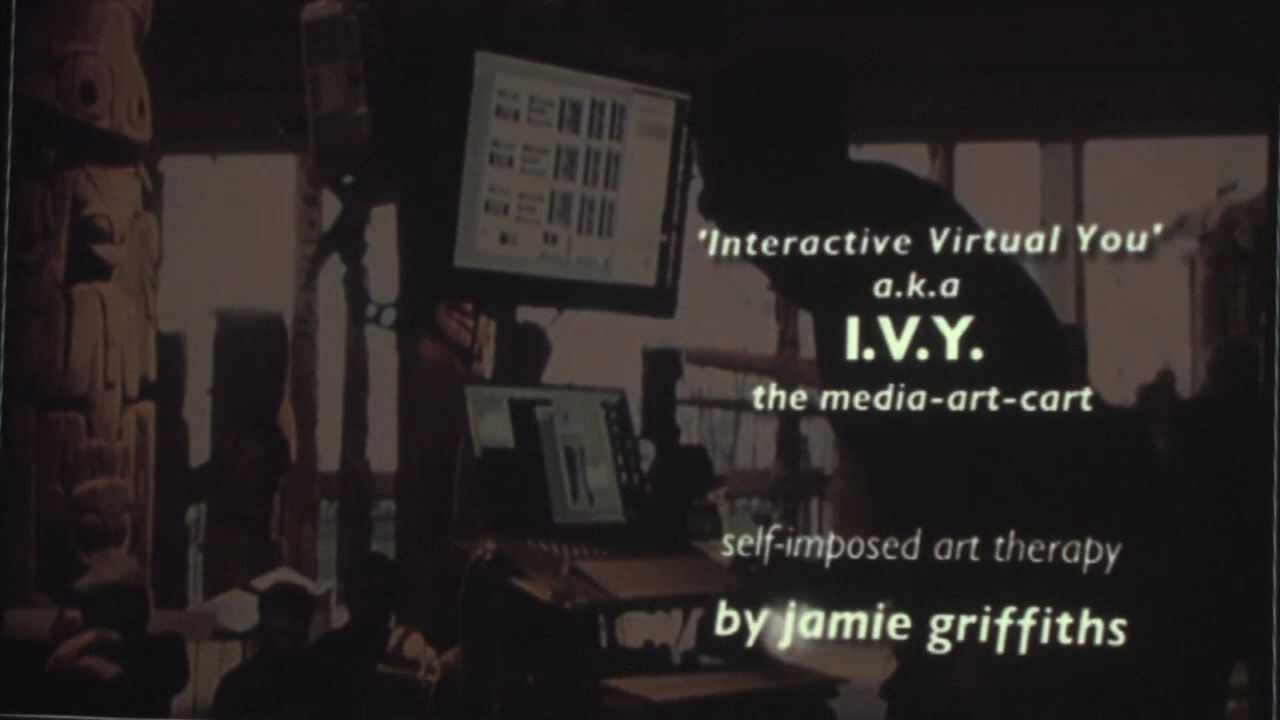 'Interactive Virtual You'
a.k.a
I.V.Y.
the media-art-cart
self-imposed art therapy
by jamie griffiths